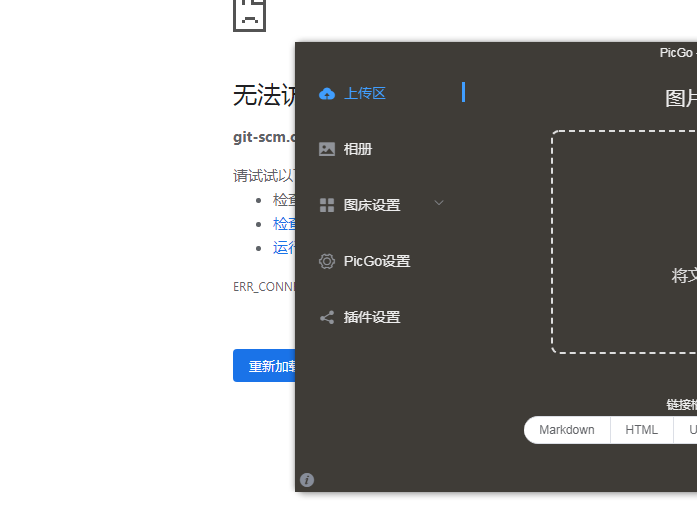 PicGo
上传区
图片
无法访
git-scm.c
相册
请试试以
图床设置
检查
检查
运行
PicGo设置
将文
ERR_CONN
插件设置
重新加载
链接格
Markdown
HTML
U